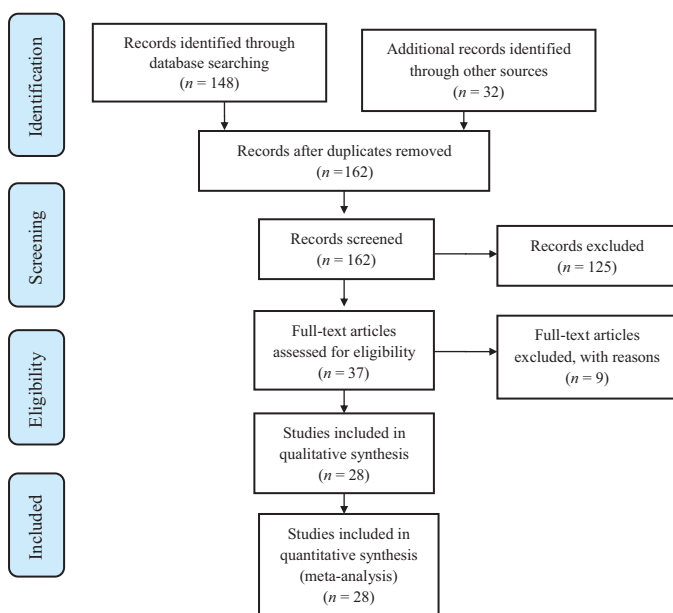 Identification
Records identified through
database searching
(n = 148)
Additional records identified
through other sources
(n = 32)
Records after duplicates removed
(n =162)
Screening
Records screened
(n = 162)
Records excluded
(n = 125)
Eligibility
Full-text articles
assessed for eligibility
(n = 37)
Full-text articles
excluded, with reasons
(n = 9)
Studies included in
qualitative synthesis
(n = 28)
Included
Studies included in
quantitative synthesis
(meta-analysis)
(n = 28)